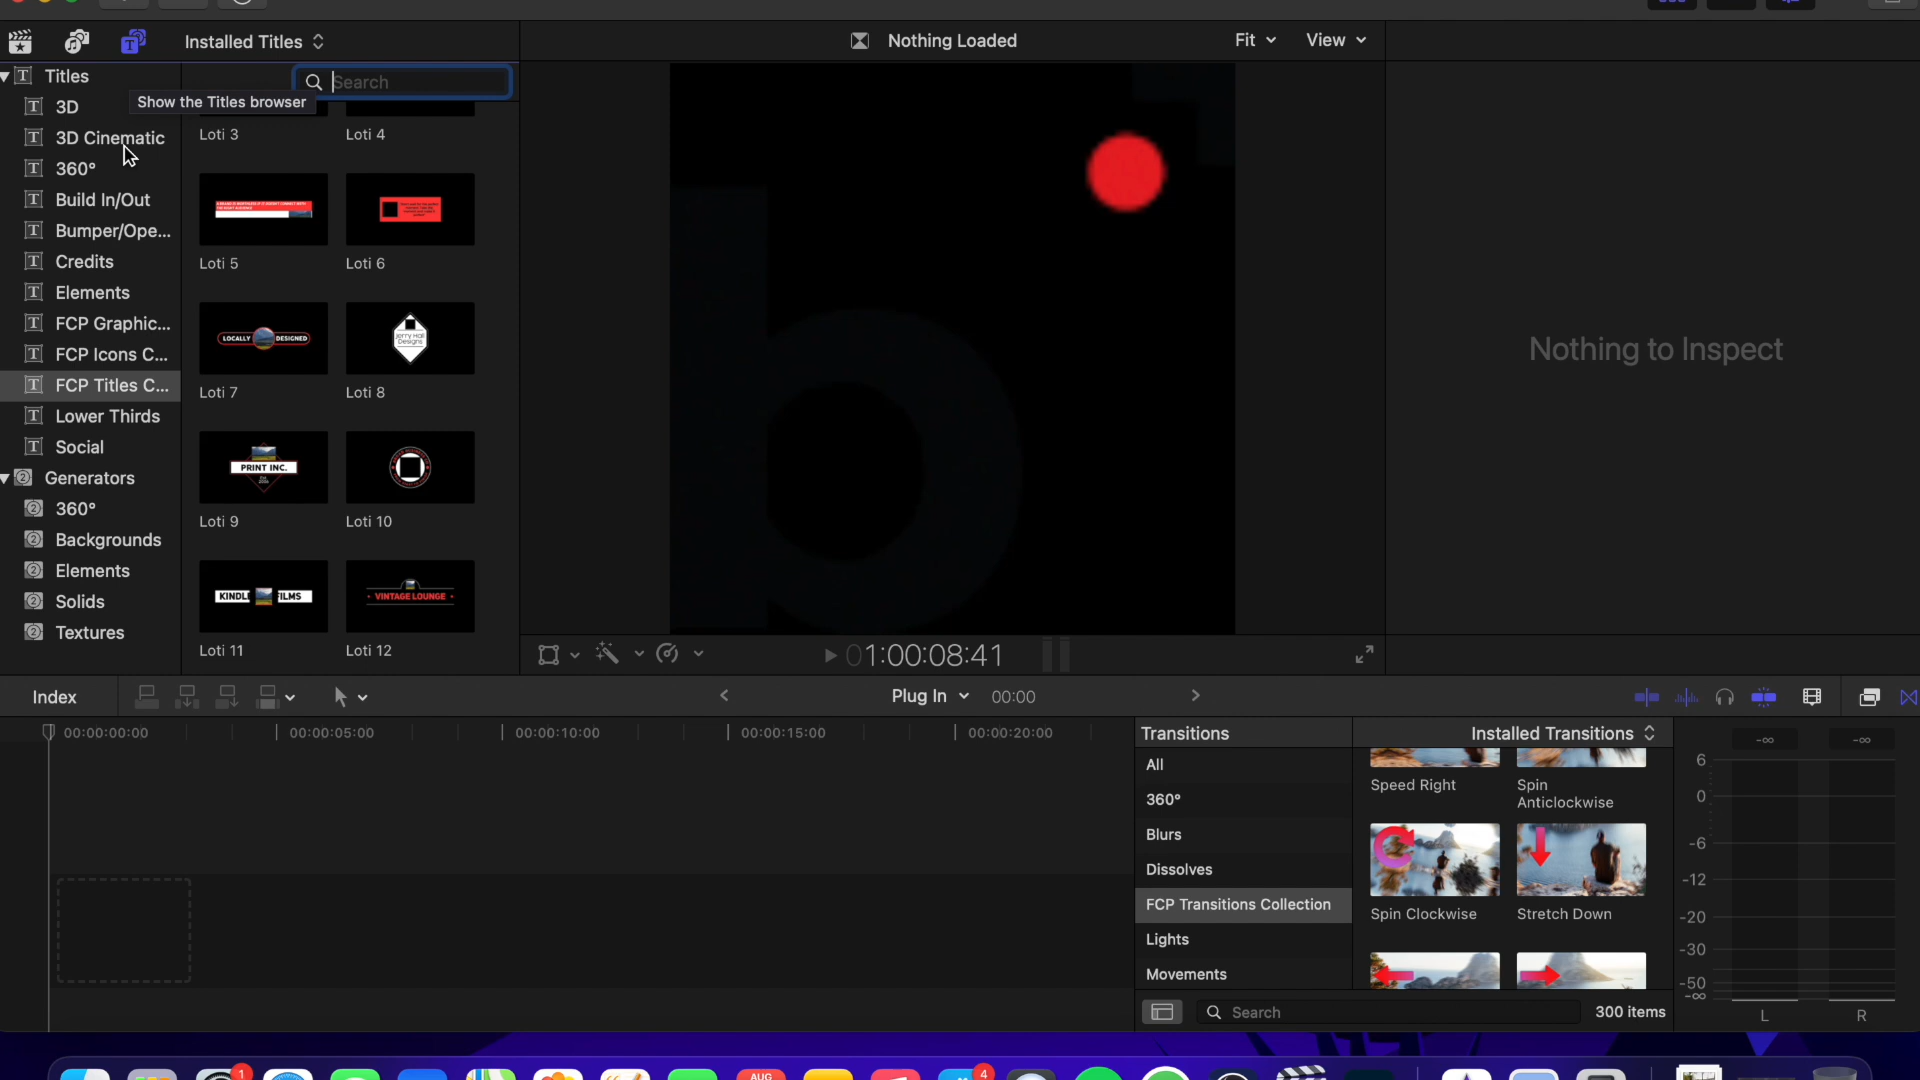 Installed Titles
Nothing Loaded
Fit
View
Titles
Search
Show the Titles browser
3D
3D Cinematic
360°
Build In/Out
Bumper/Ope...
Credits
Elements
FCP Graphic...
FCP Icons C...
FCP Titles C...
Lower Thirds
Social
Generators
360°
Backgrounds
Elements
Solids
Textures
Loti 3
Loti 4
Loti 5
Loti 6
LOCALLY DESIGNED
Jerry Hall
Designs
Loti 7
Loti 8
PRINT INC.
Loti 9
Loti 10
VINTAGE LOUNGE
Loti 11
Loti 12
Nothing to Inspect
01:00:08:41
Index
Plug In
00:00
00:00:00:00
00:00:05:00
00:00:10:00
00:00:15:00
00:00:20:00
Transitions
Installed Transitions
All
360°
Blurs
Dissolves
FCP Transitions Collection
Lights
Movements
Speed Right
Spin
Anticlockwise
Spin Clockwise
Stretch Down
Search
300 items
-∞
-∞
6
0
-6
-12
-20
-30
-50
-∞
L
R
1
AUG
4